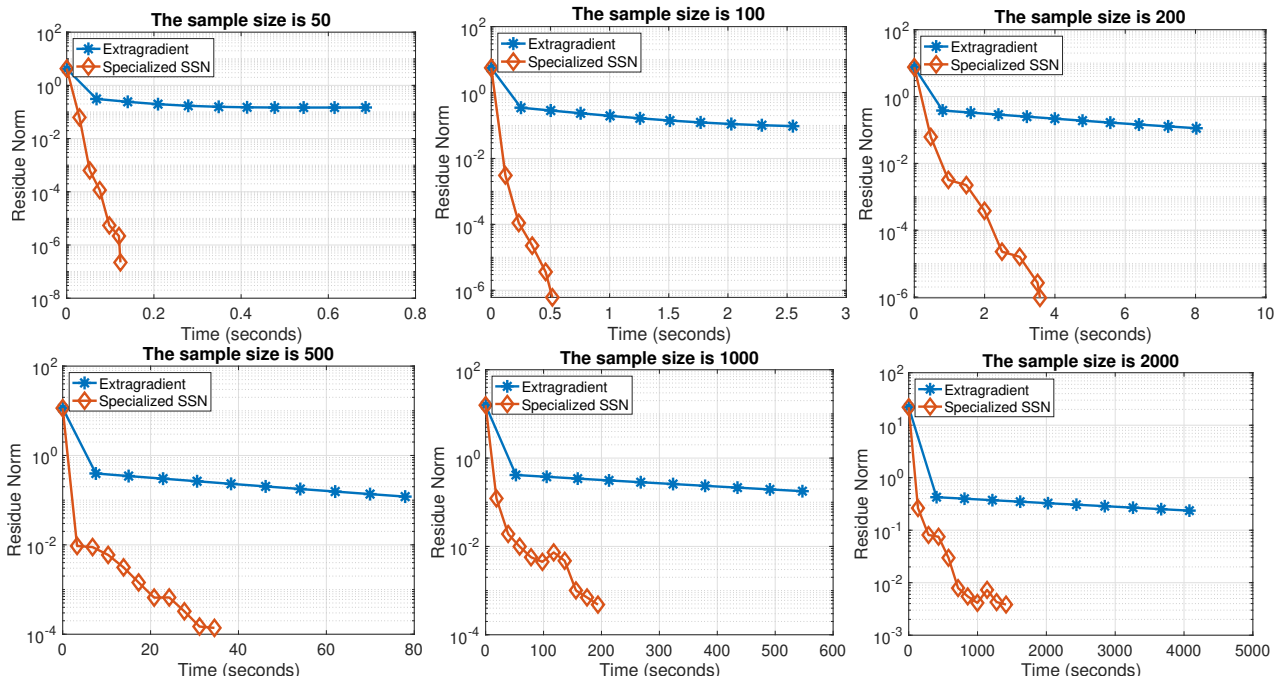 The sample size is 50
10^2
10^0
10^-2
10^-4
10^-6
10^-8
Residue Norm
Extragradient
Specialized SSN
0 0.2 0.4 0.6 0.8
Time (seconds)
The sample size is 100
10^2
10^0
10^-2
10^-4
10^-6
Residue Norm
Extragradient
Specialized SSN
0 0.5 1 1.5 2 2.5 3
Time (seconds)
The sample size is 200
10^2
10^0
10^-2
10^-4
10^-6
Residue Norm
Extragradient
Specialized SSN
0 2 4 6 8 10
Time (seconds)
The sample size is 500
10^2
10^0
10^-2
10^-4
Residue Norm
Extragradient
Specialized SSN
0 20 40 60 80
Time (seconds)
The sample size is 1000
10^2
10^0
10^-2
10^-4
Residue Norm
Extragradient
Specialized SSN
0 100 200 300 400 500 600
Time (seconds)
The sample size is 2000
10^2
10^1
10^0
10^-1
10^-2
10^-3
Residue Norm
Extragradient
Specialized SSN
0 1000 2000 3000 4000 5000
Time (seconds)